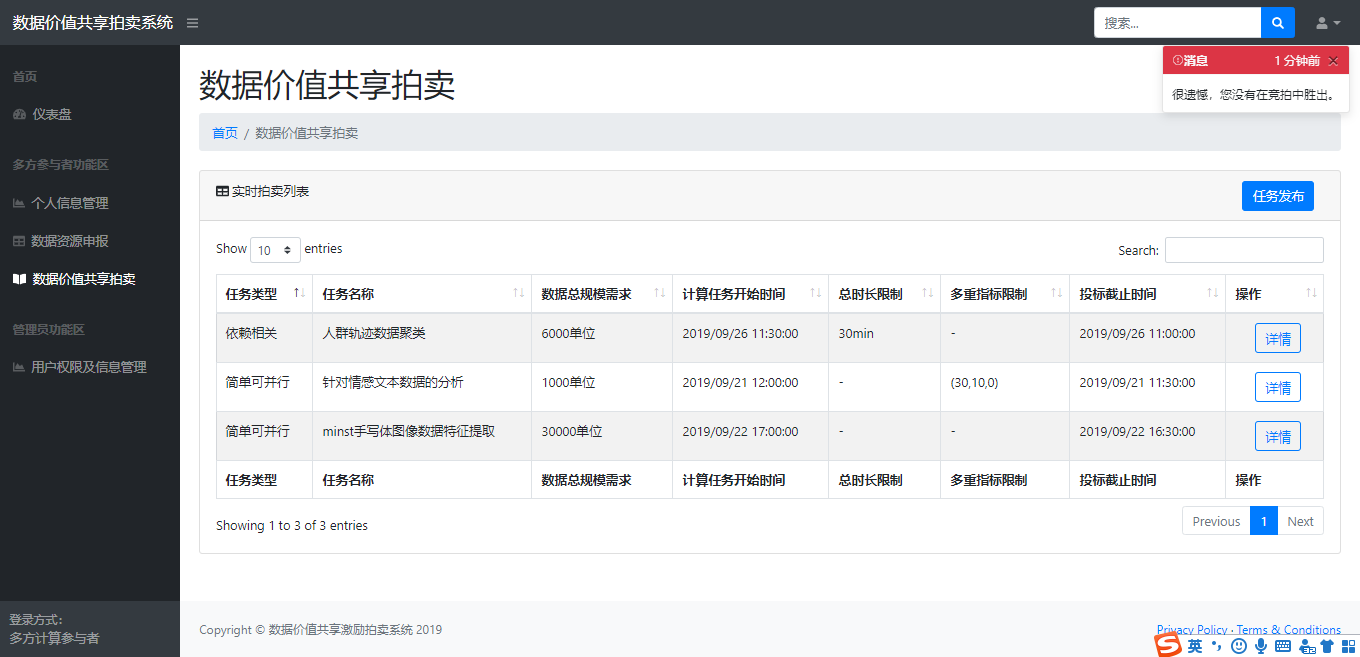 数据价值共享拍卖系统
搜索...
消息 1 分钟前
很遗憾，您没有在竞拍中胜出。
首页
仪表盘
多方参与者功能区
个人信息管理
数据资源申报
数据价值共享拍卖
管理员功能区
用户权限及信息管理
登录方式:
多方计算参与者
数据价值共享拍卖
首页 / 数据价值共享拍卖
实时拍卖列表 任务发布
Show 10 entries Search:
任务类型 任务名称 数据总规模需求 计算任务开始时间 总时长限制 多重指标限制 投标截止时间 操作
依赖相关 人群轨迹数据聚类 6000单位 2019/09/26 11:30:00 30min - 2019/09/26 11:00:00 详情
简单可并行 针对情感文本数据的分析 1000单位 2019/09/21 12:00:00 - (30,10,0) 2019/09/21 11:30:00 详情
简单可并行 minst手写体图像数据特征提取 30000单位 2019/09/22 17:00:00 - - 2019/09/22 16:30:00 详情
任务类型 任务名称 数据总规模需求 计算任务开始时间 总时长限制 多重指标限制 投标截止时间 操作
Showing 1 to 3 of 3 entries Previous 1 Next
Copyright © 数据价值共享激励拍卖系统 2019 Privacy Policy · Terms & Conditions
英